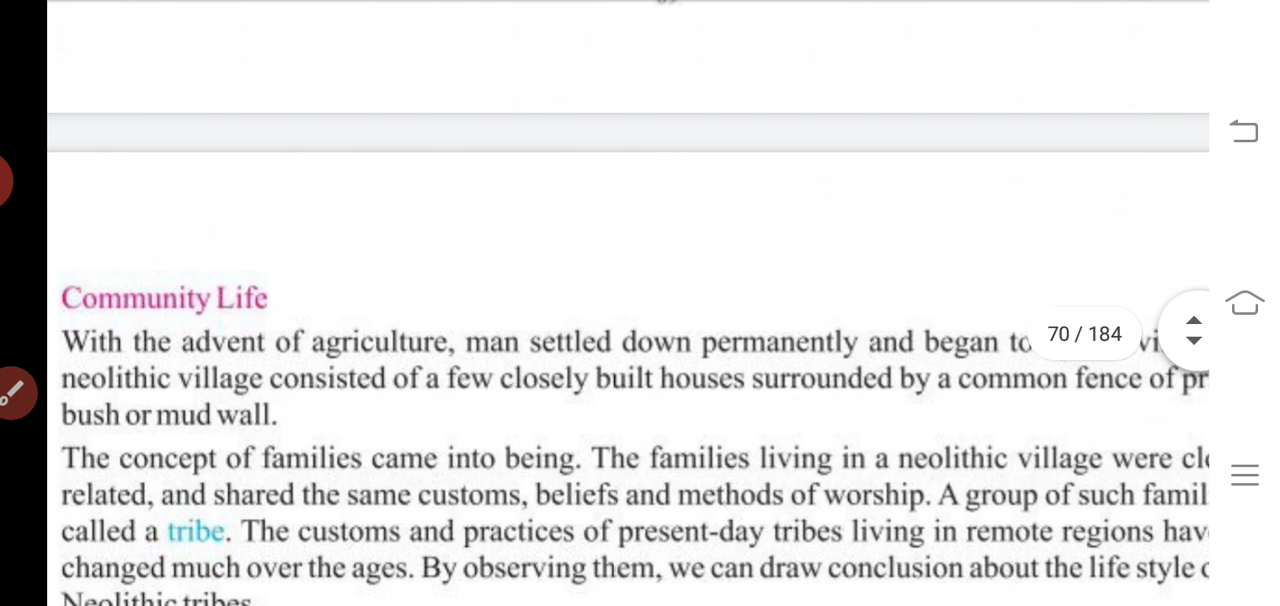 Community Life
With the advent of agriculture, man settled down permanently and began
70 / 184
neolithic village consisted of a few closely built houses surrounded by a common fence of
bush or mud wall.
The concept of families came into being. The families living in a neolithic village were
related, and shared the same customs, beliefs and methods of worship. A group of such
called a tribe. The customs and practices of present-day tribes living in remote regions
changed much over the ages. By observing them, we can draw conclusion about the life style
Neolithic tribes